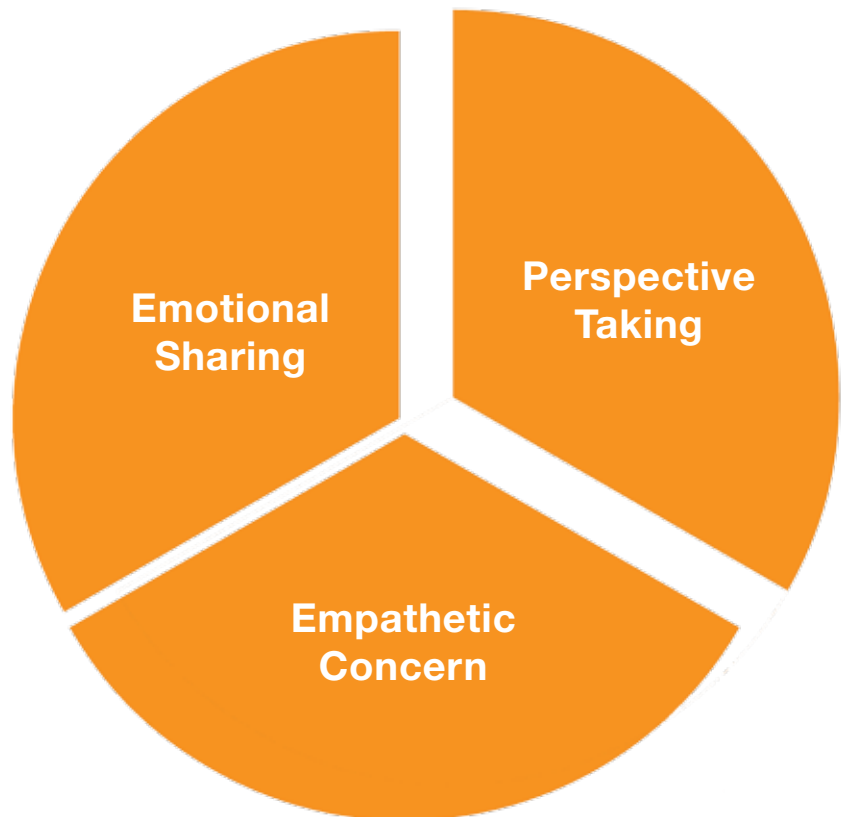 Emotional
Sharing
Perspective
Taking
Empathetic
Concern